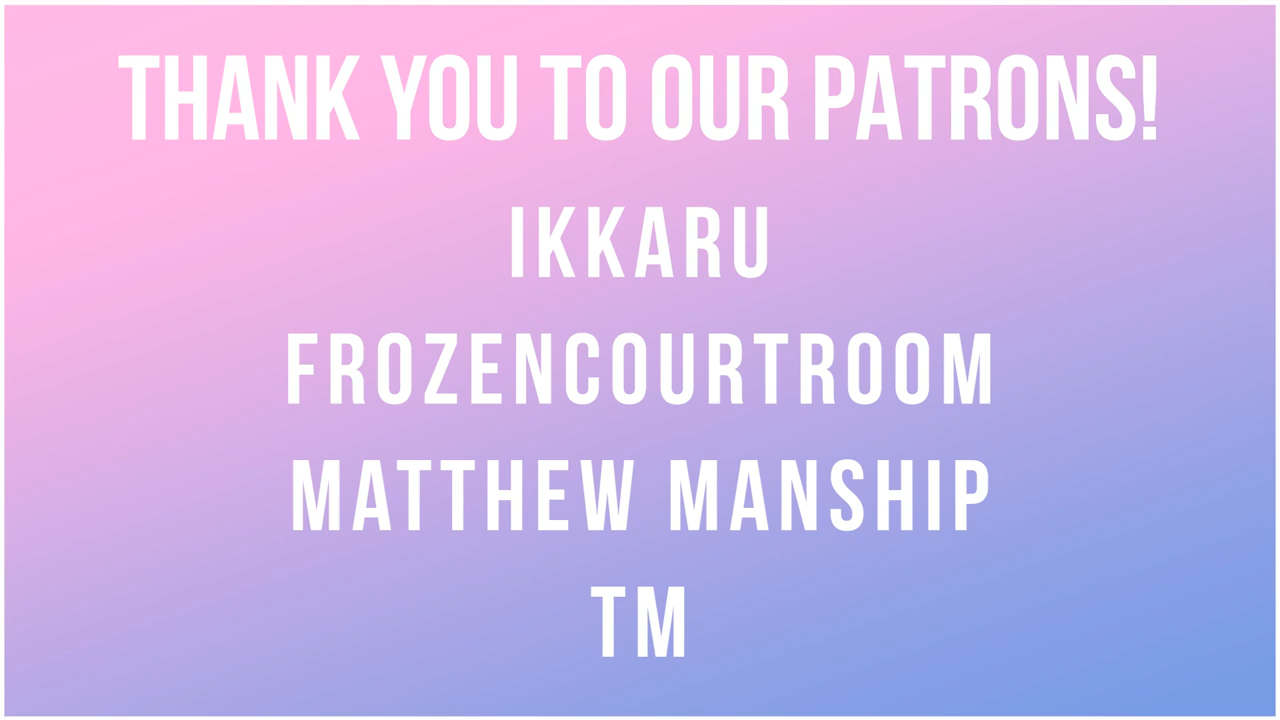 THANK YOU TO OUR PATRONS!
IKKARU
FROZENCOURTROOM
MATTHEW MANSHIP
TM